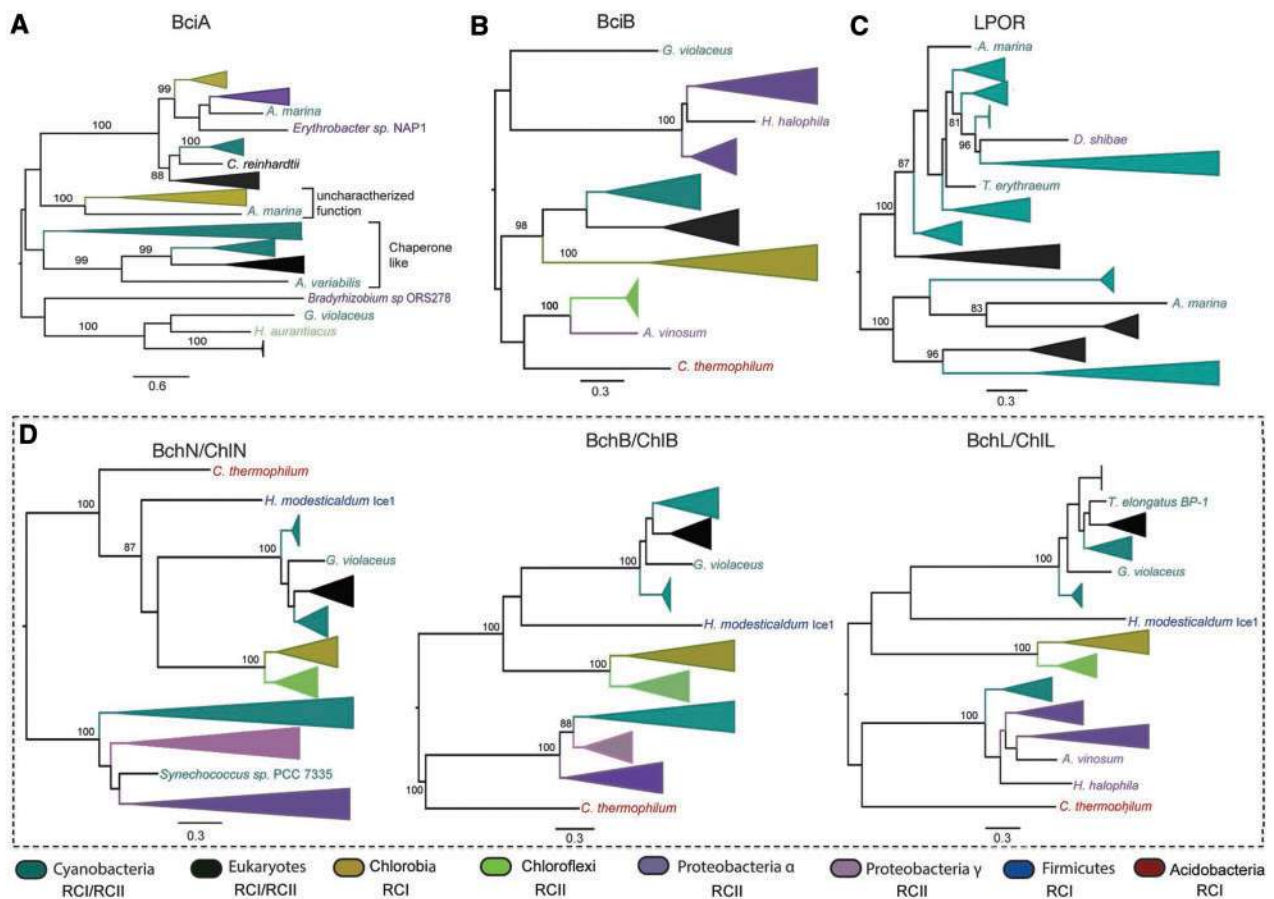 A
BciA
99
A. marina
100
Erythrobacter sp. NAP1
100
C. reinhardtii
88
100
uncharactherized
function
A. marina
99
Chaperone
like
99
A. variabilis
Bradyrhizobium sp ORS278
G. violaceus
100
H. aurantiacus
100
0.6
B
BciB
G. violaceus
100
H. halophila
98
100
100
A. vinosum
C. thermophilum
0.3
C
LPOR
A. marina
81
96
D. shibae
87
T. erythraeum
100
A. marina
83
100
96
0.3
D
BchN/ChlN
C. thermophilum
100
H. modesticaldum Ice1
87
100
G. violaceus
100
100
Synechococcus sp. PCC 7335
0.3
BchB/ChlB
100
G. violaceus
100
H. modesticaldum Ice1
100
88
100
100
C. thermophilum
0.3
BchL/ChlL
T. elongatus BP-1
100
G. violaceus
H. modesticaldum Ice1
100
100
A. vinosum
H. halophila
C. thermophilum
0.3
Cyanobacteria
RCI/RCII
Eukaryotes
RCI/RCII
Chlorobia
RCI
Chloroflexi
RCII
Proteobacteria α
RCII
Proteobacteria γ
RCII
Firmicutes
RCI
Acidobacteria
RCI